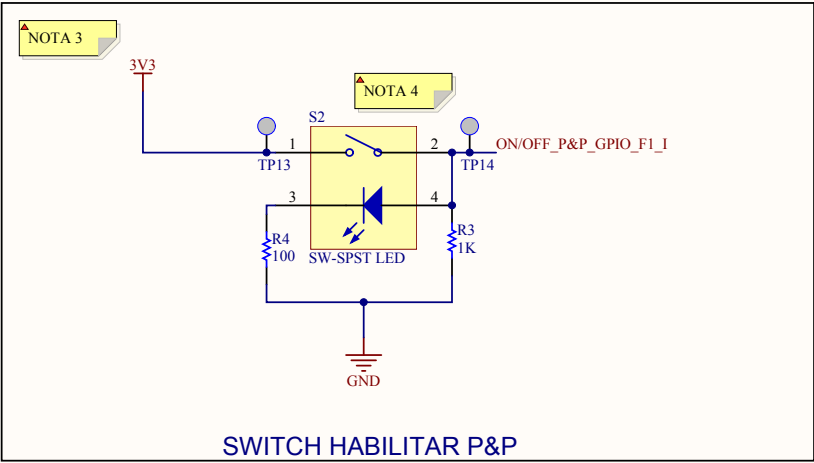 NOTA 3
3V3
NOTA 4
S2
1
2
ON/OFF_P&P_GPIO_F1_I
TP13
TP14
3
4
R4
100
R3
1K
SW-SPST LED
GND
SWITCH HABILITAR P&P